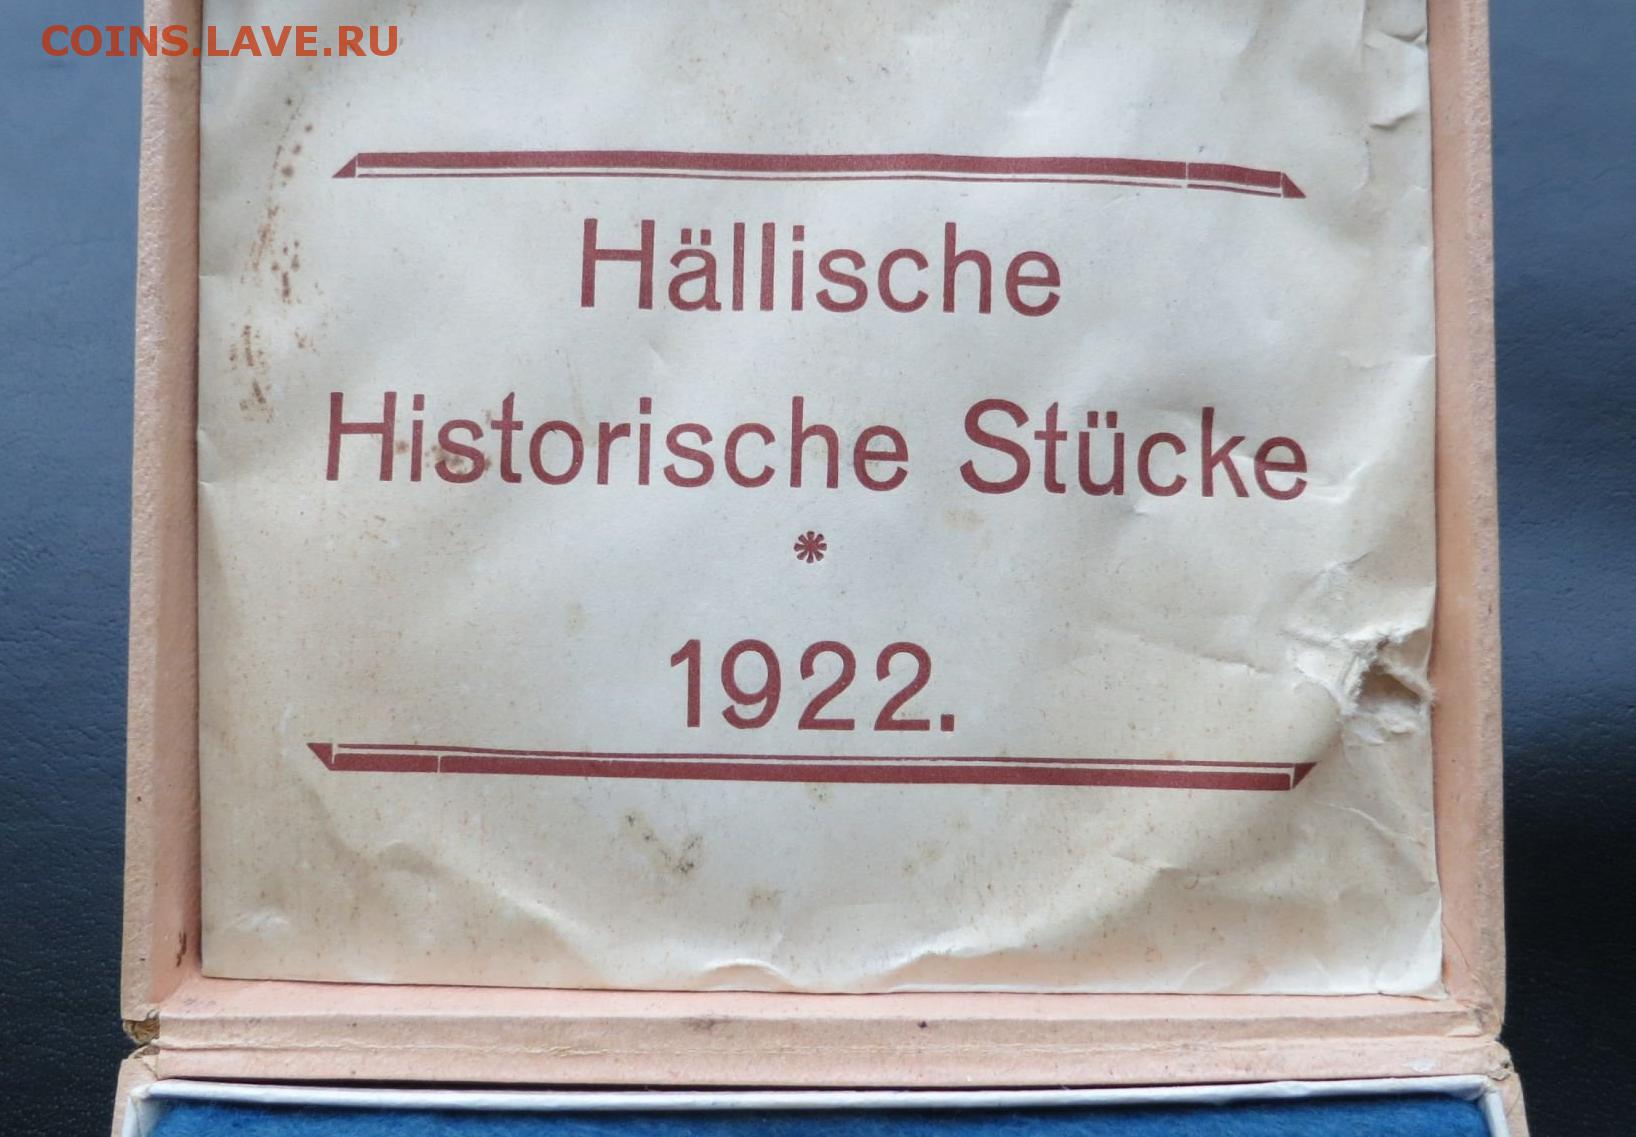 COINS.LAVE.RU
Hällische
Historische Stücke
*
1922.